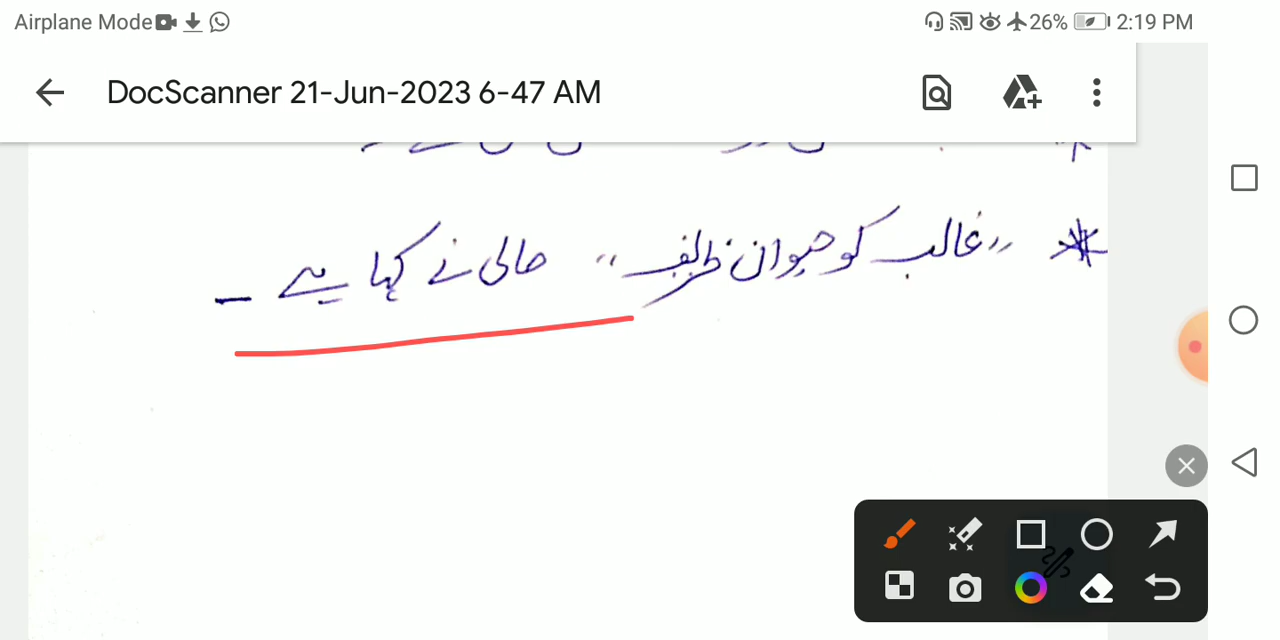 Airplane Mode 26% 2:19 PM
DocScanner 21-Jun-2023 6-47 AM
* "غالب کو حیوان ظریف" حالی نے کہا ہے ۔